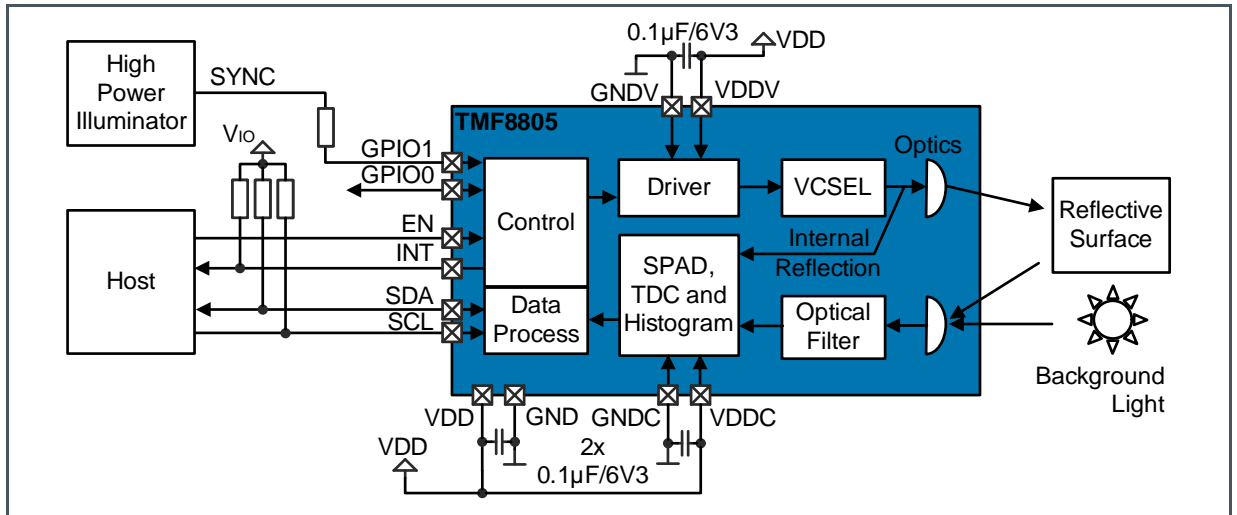 0.1µF/6V3
VDD
High
Power
Illuminator
SYNC
GNDV
VDDV
TMF8805
VIO
GPIO1
GPIO0
Optics
Control
Driver
VCSEL
Reflective
Surface
Host
EN
INT
Internal
Reflection
SPAD,
TDC and
Histogram
SDA
SCL
Data
Process
Optical
Filter
Background
Light
VDD
GND
GNDC
VDDC
VDD
2x
0.1µF/6V3